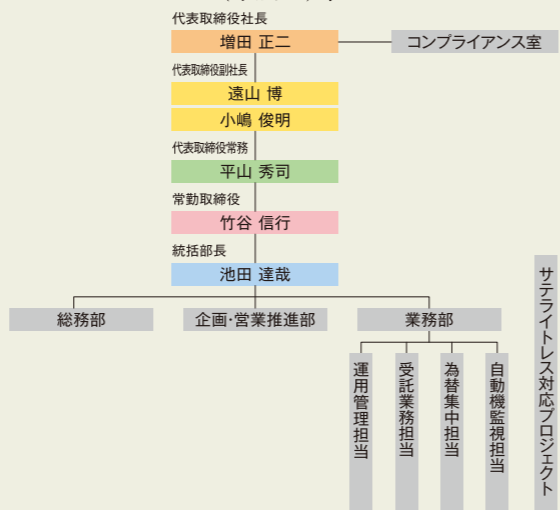 代表取締役社長
増田 正二
コンプライアンス室
代表取締役副社長
遠山 博
小嶋 俊明
代表取締役常務
平山 秀司
常勤取締役
竹谷 信行
統括部長
池田 達哉
総務部
企画・営業推進部
業務部
運用管理担当
受託業務担当
為替集中担当
自動機監視担当
サテライトレス対応プロジェクト